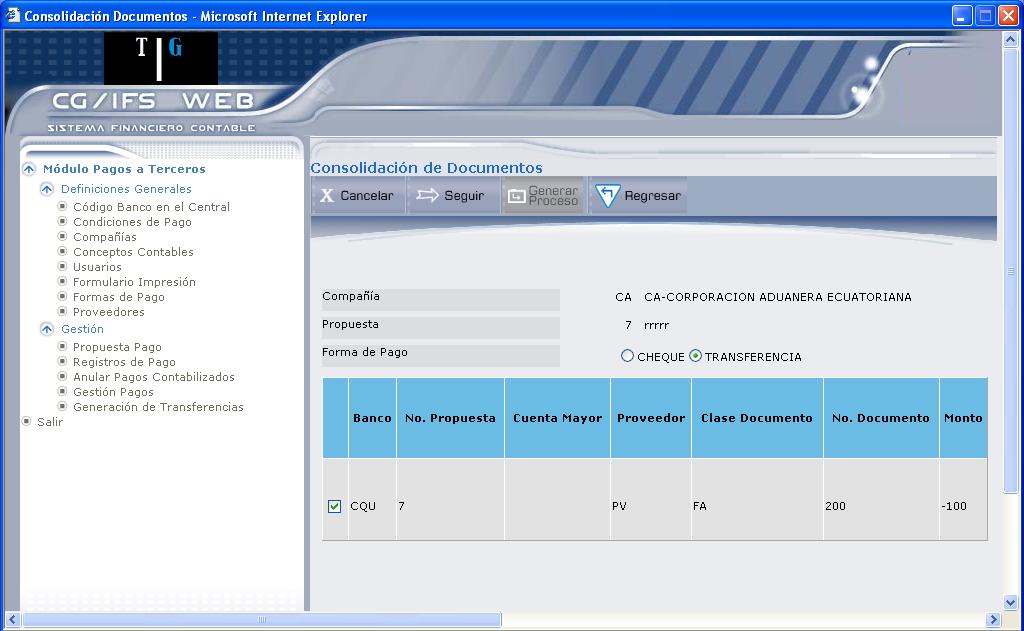 Consolidación Documentos - Microsoft Internet Explorer
T G
CG/IFS WEB
SISTEMA FINANCIERO CONTABLE
Módulo Pagos a Terceros
Definiciones Generales
Código Banco en el Central
Condiciones de Pago
Compañías
Conceptos Contables
Usuarios
Formulario Impresión
Formas de Pago
Proveedores
Gestión
Propuesta Pago
Registros de Pago
Anular Pagos Contabilizados
Gestión Pagos
Generación de Transferencias
Salir
Consolidación de Documentos
X Cancelar Seguir Generar Proceso Regresar
Compañía CA CA-CORPORACION ADUANERA ECUATORIANA
Propuesta 7 rrrrr
Forma de Pago CHEQUE TRANSFERENCIA
Banco No. Propuesta Cuenta Mayor Proveedor Clase Documento No. Documento Monto
CQU 7 PV FA 200 -100